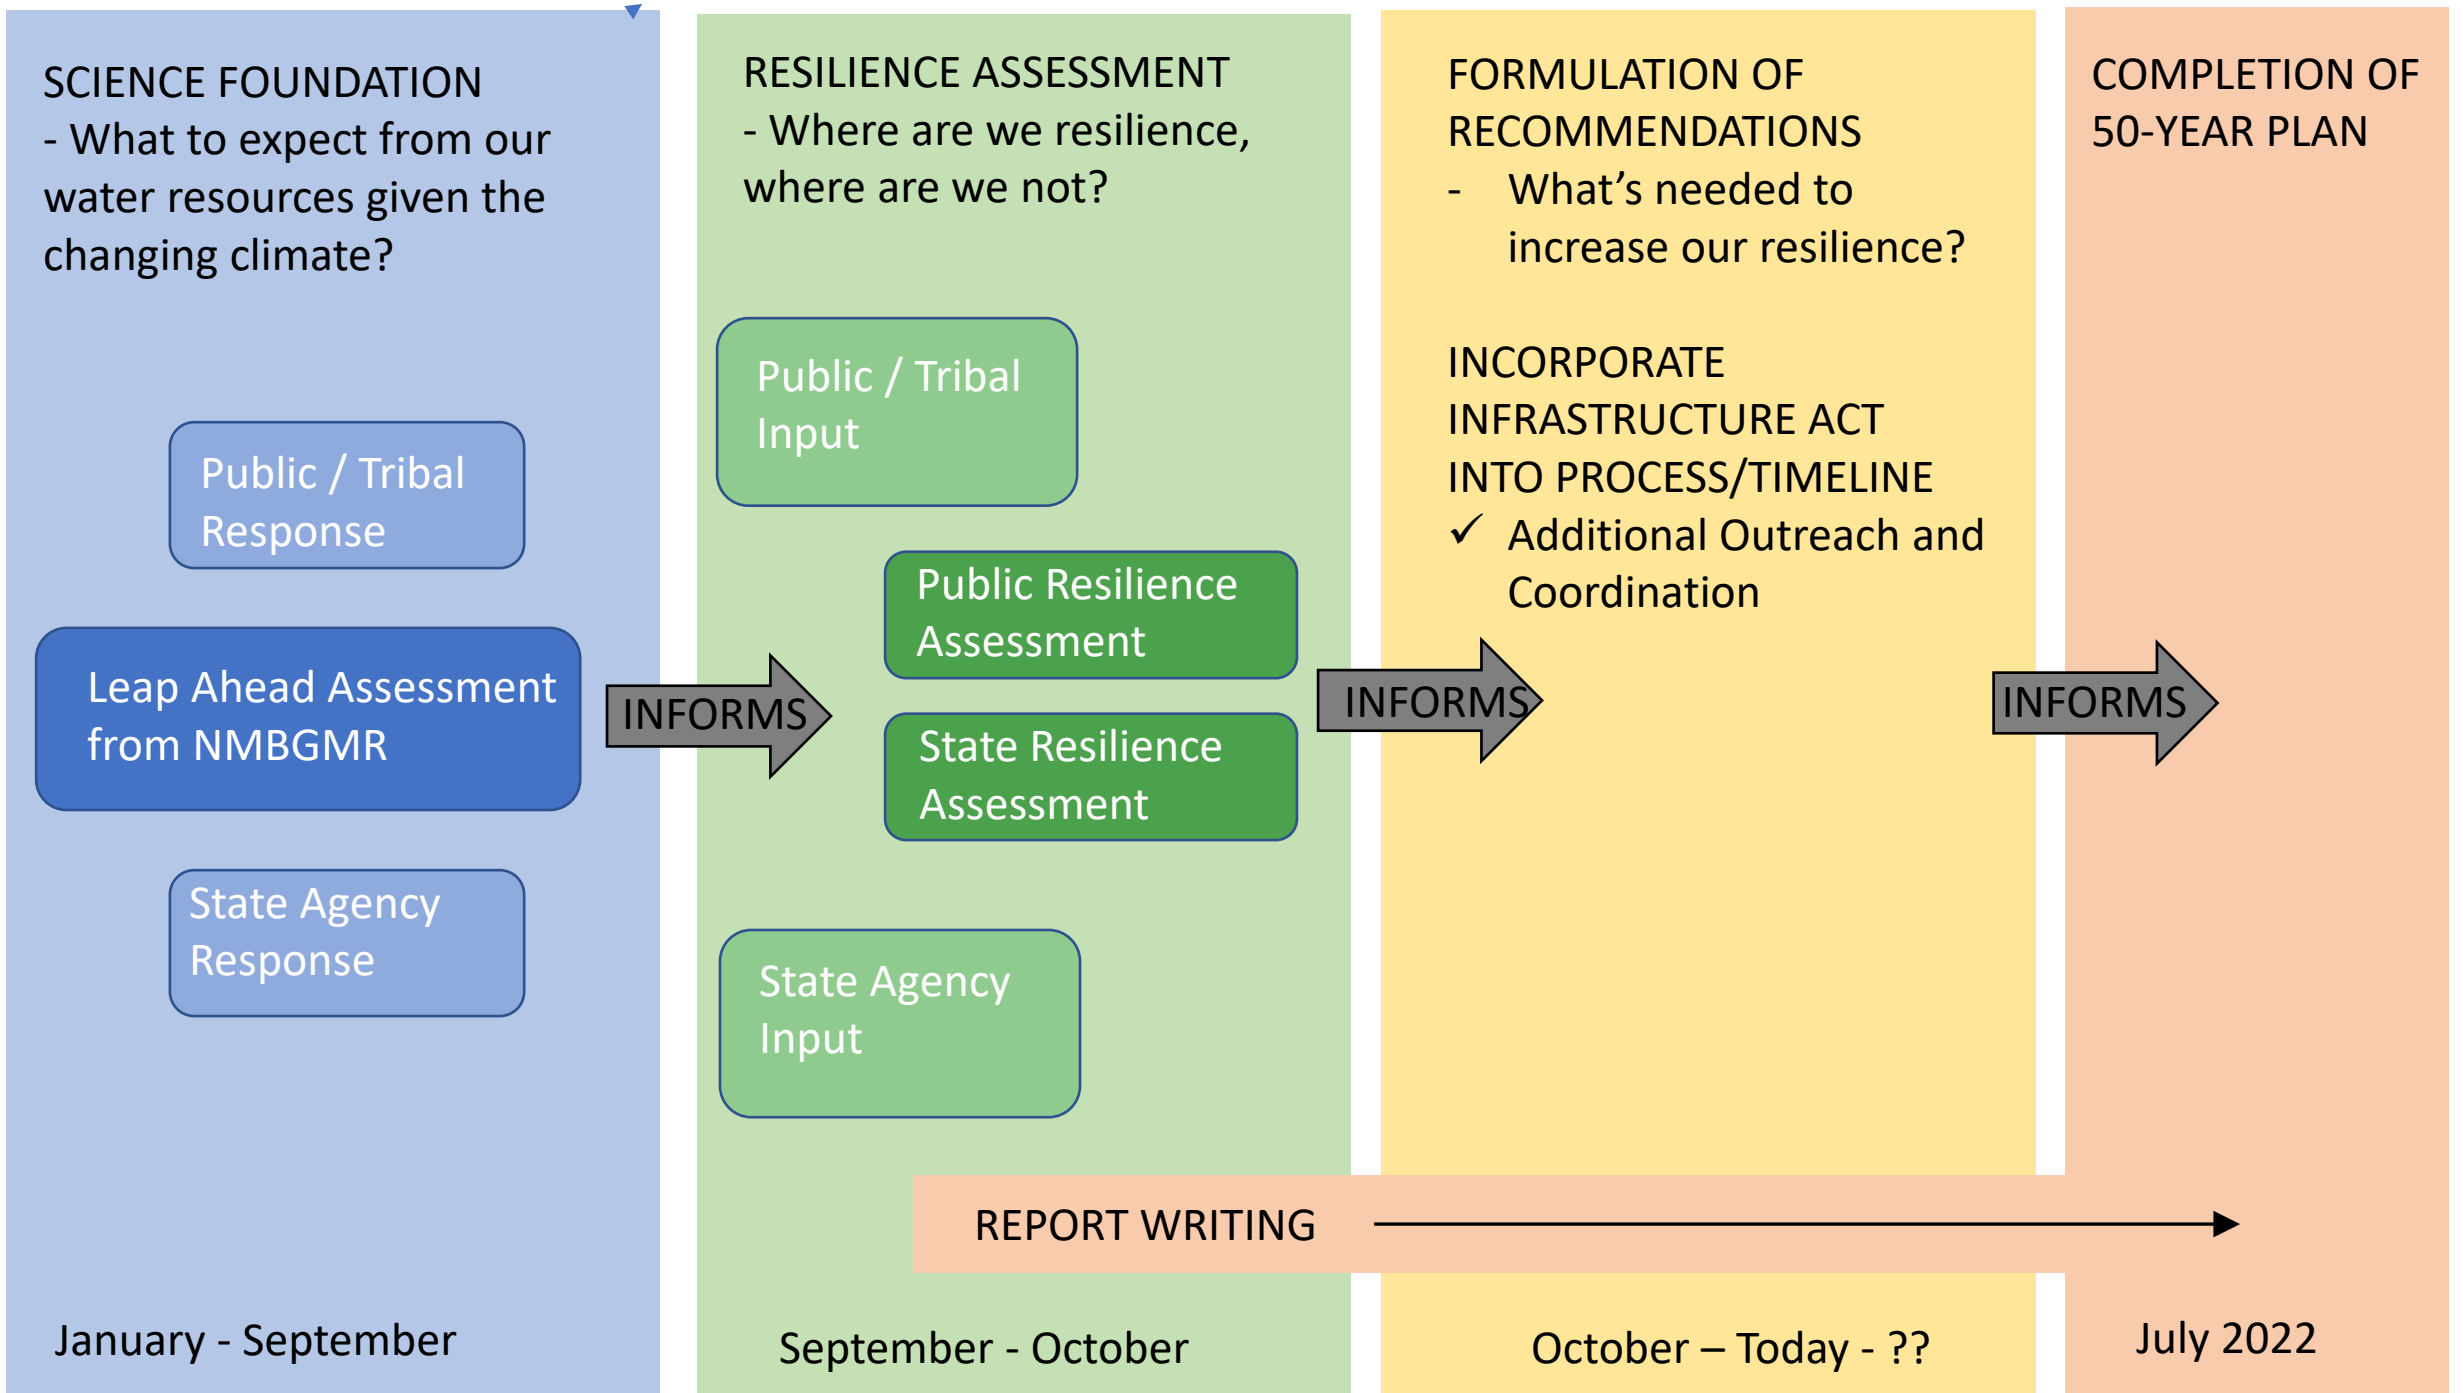 SCIENCE FOUNDATION
- What to expect from our
water resources given the
changing climate?
Public / Tribal
Response
Leap Ahead Assessment
from NMBGMR
State Agency
Response
January - September
INFORMS
RESILIENCE ASSESSMENT
- Where are we resilience,
where are we not?
Public / Tribal
Input
Public Resilience
Assessment
State Resilience
Assessment
State Agency
Input
September - October
INFORMS
FORMULATION OF
RECOMMENDATIONS
- What’s needed to
increase our resilience?
INCORPORATE
INFRASTRUCTURE ACT
INTO PROCESS/TIMELINE
✓ Additional Outreach and
Coordination
October – Today - ??
INFORMS
COMPLETION OF
50-YEAR PLAN
July 2022
REPORT WRITING